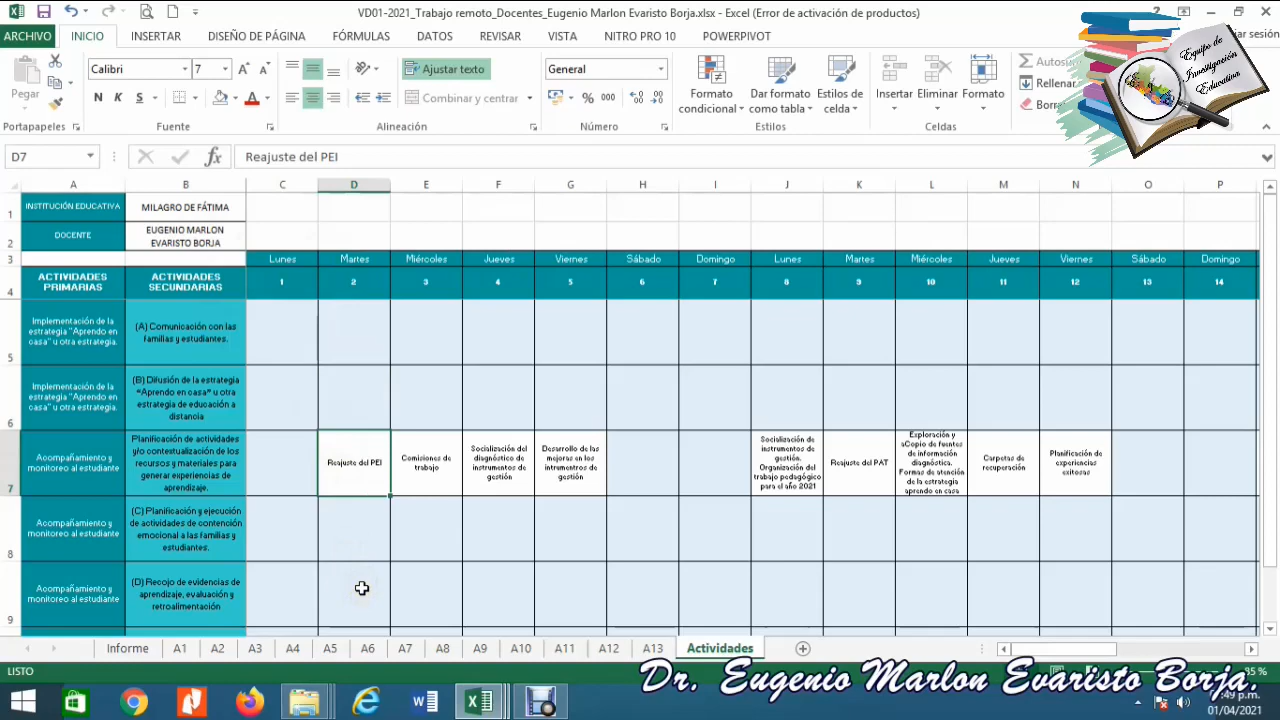 VD01-2021_Trabajo remoto_Docentes_Eugenio Marlon Evaristo Borja.xlsx - Excel (Error de activación de productos)
ARCHIVO INICIO INSERTAR DISEÑO DE PÁGINA FÓRMULAS DATOS REVISAR VISTA NITRO PRO 10 POWERPIVOT
Equipo de
Investigación
Educativa
Pegar
Portapapeles
Calibri 7
N K S
Fuente
Ajustar texto
Combinar y centrar
Alineación
General
Número
Formato condicional
Dar formato como tabla
Estilos de celda
Estilos
Insertar Eliminar Formato
Celdas
Rellenar
D7 Reajuste del PEI
A B C D E F G H I J K L M N O P
1 INSTITUCIÓN EDUCATIVA MILAGRO DE FÁTIMA
2 DOCENTE EUGENIO MARLON
EVARISTO BORJA
3 Lunes Martes Miércoles Jueves Viernes Sábado Domingo Lunes Martes Miércoles Jueves Viernes Sábado Domingo
4 ACTIVIDADES PRIMARIAS ACTIVIDADES SECUNDARIAS 1 2 3 4 5 6 7 8 9 10 11 12 13 14
Implementación de la
estrategia "Aprendo en
casa" u otra estrategia.
(A) Comunicación con las
familias y estudiantes.
5
Implementación de la
estrategia "Aprendo en
casa" u otra estrategia.
(B) Difusión de la estrategia
"Aprendo en casa" u otra
estrategia de educación a
distancia
6
Acompañamiento y
monitoreo al estudiante
Planificación de actividades
y/o contextualización de los
recursos y materiales para
generar experiencias de
aprendizaje.
Reajuste del PEI
Comisiones de
trabajo
Socialización del
diagnóstico de
instrumentos de
gestión
Desarrollo de las
mejoras en los
intrumentros de
gestión
Socialización de
instrumentos de
gestión.
Organización del
trabajo pedagógico
para el año 2021
Reajuste del PAT
Exploración y
aCopio de fuentes
de información
diagnóstica.
Formas de atención
de la estrategia
aprendo en casa
Carpetas de
recuperación
Planificación de
experiencias
exitosas
7
Acompañamiento y
monitoreo al estudiante
(C) Planificación y ejecución
de actividades de contención
emocional a las familias y
estudiantes.
8
Acompañamiento y
monitoreo al estudiante
(D) Recojo de evidencias de
aprendizaje, evaluación y
retroalimentación
9
Informe A1 A2 A3 A4 A5 A6 A7 A8 A9 A10 A11 A12 A13 Actividades
LISTO
Dr. Eugenio Marlon Evaristo Borja.
01/04/2021